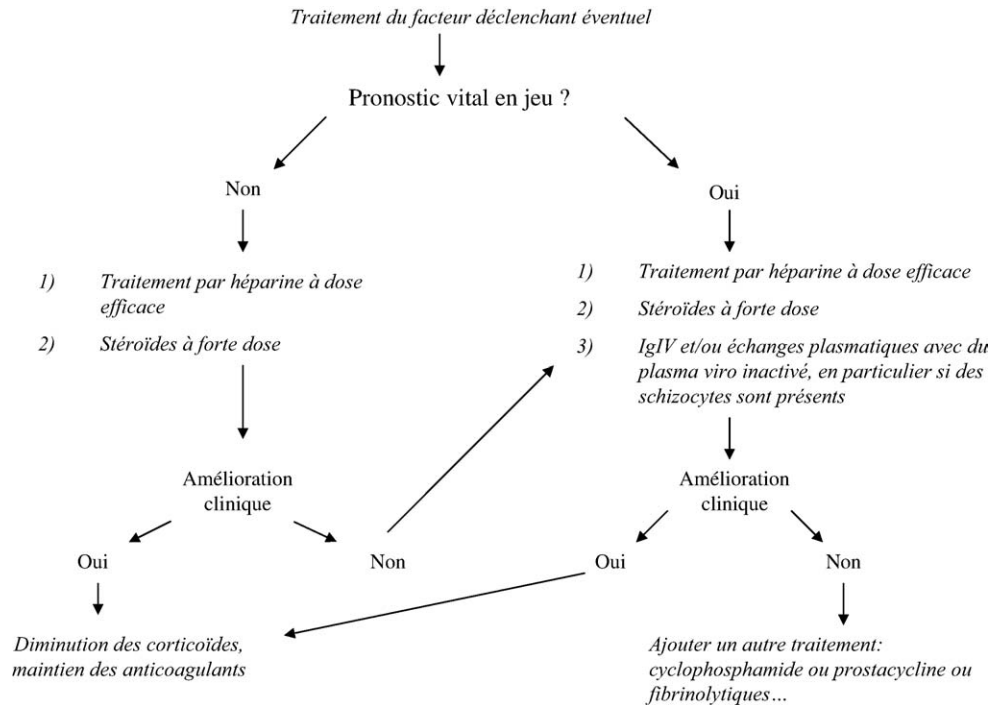 Traitement du facteur déclenchant éventuel
Pronostic vital en jeu ?
Non
Oui
1) Traitement par héparine à dose
efficace
2) Stéroïdes à forte dose
1) Traitement par héparine à dose efficace
2) Stéroïdes à forte dose
3) IgIV et/ou échanges plasmatiques avec du
plasma viro inactivé, en particulier si des
schizocytes sont présents
Amélioration
clinique
Amélioration
clinique
Oui
Non
Oui
Non
Diminution des corticoïdes,
maintien des anticoagulants
Ajouter un autre traitement:
cyclophosphamide ou prostacycline ou
fibrinolytiques…